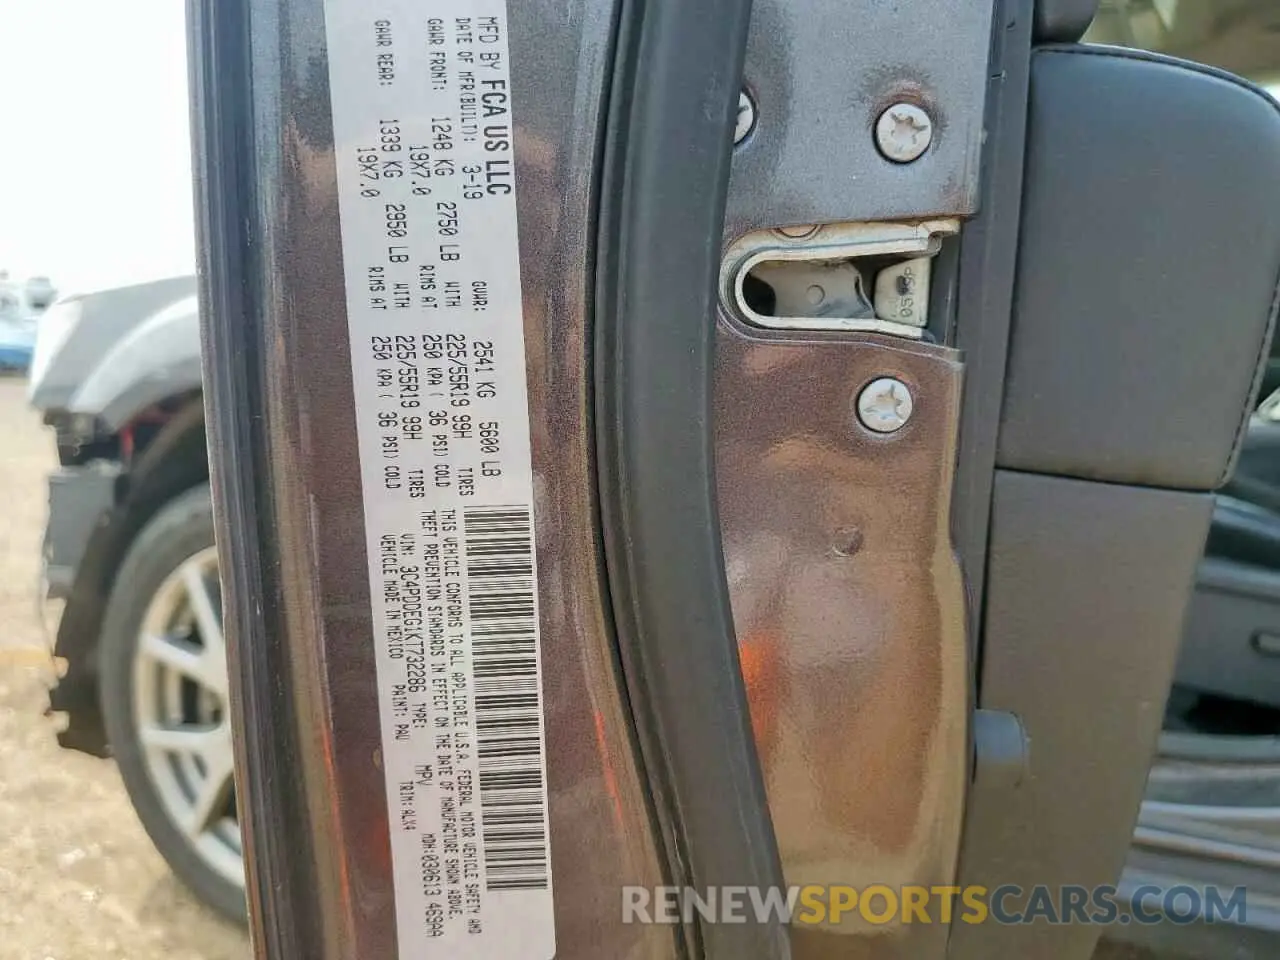 MFD BY FCA US LLC
DATE OF MFR(BUILT): 3-19 GVWR: 2541 KG 5600 LB
GAWR FRONT: 1248 KG 2750 LB WITH 225/55R19 99H TIRES
19X7.0 RIMS AT 250 KPA ( 36 PSI) COLD
GAWR REAR: 1339 KG 2950 LB WITH 225/55R19 99H TIRES
19X7.0 RIMS AT 250 KPA ( 36 PSI) COLD
THIS VEHICLE CONFORMS TO ALL APPLICABLE U.S.A. FEDERAL MOTOR VEHICLE SAFETY AND
THEFT PREVENTION STANDARDS IN EFFECT ON THE DATE OF MANUFACTURE SHOWN ABOVE.
VIN: 3C4PDDEG1KT732286 TYPE: MPV MDH:030613 469AA
VEHICLE MADE IN MEXICO PAINT: PAU TRIM: ALX9
RENEWSPORTSCARS.COM